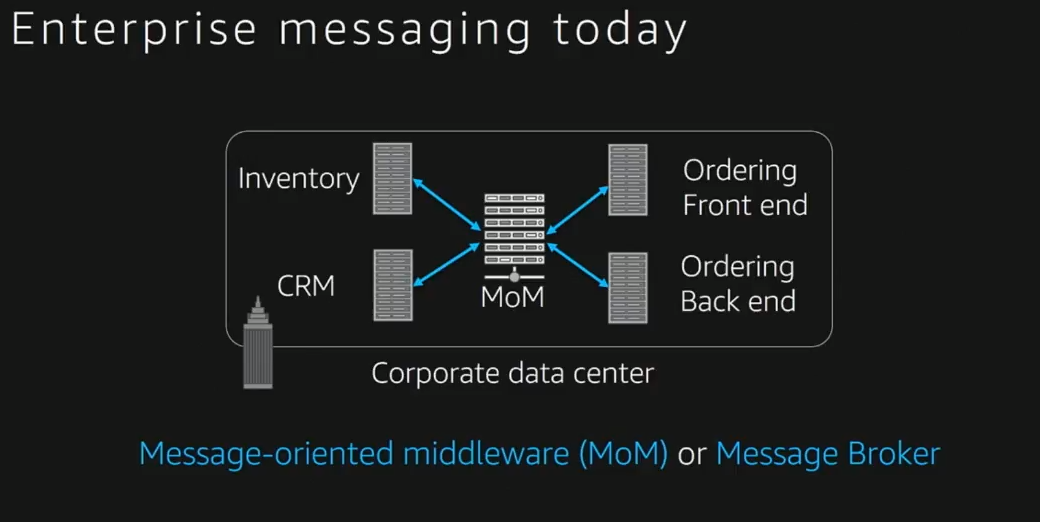 Enterprise messaging today
Inventory
Ordering
Front end
CRM
MoM
Ordering
Back end
Corporate data center
Message-oriented middleware (MoM) or Message Broker